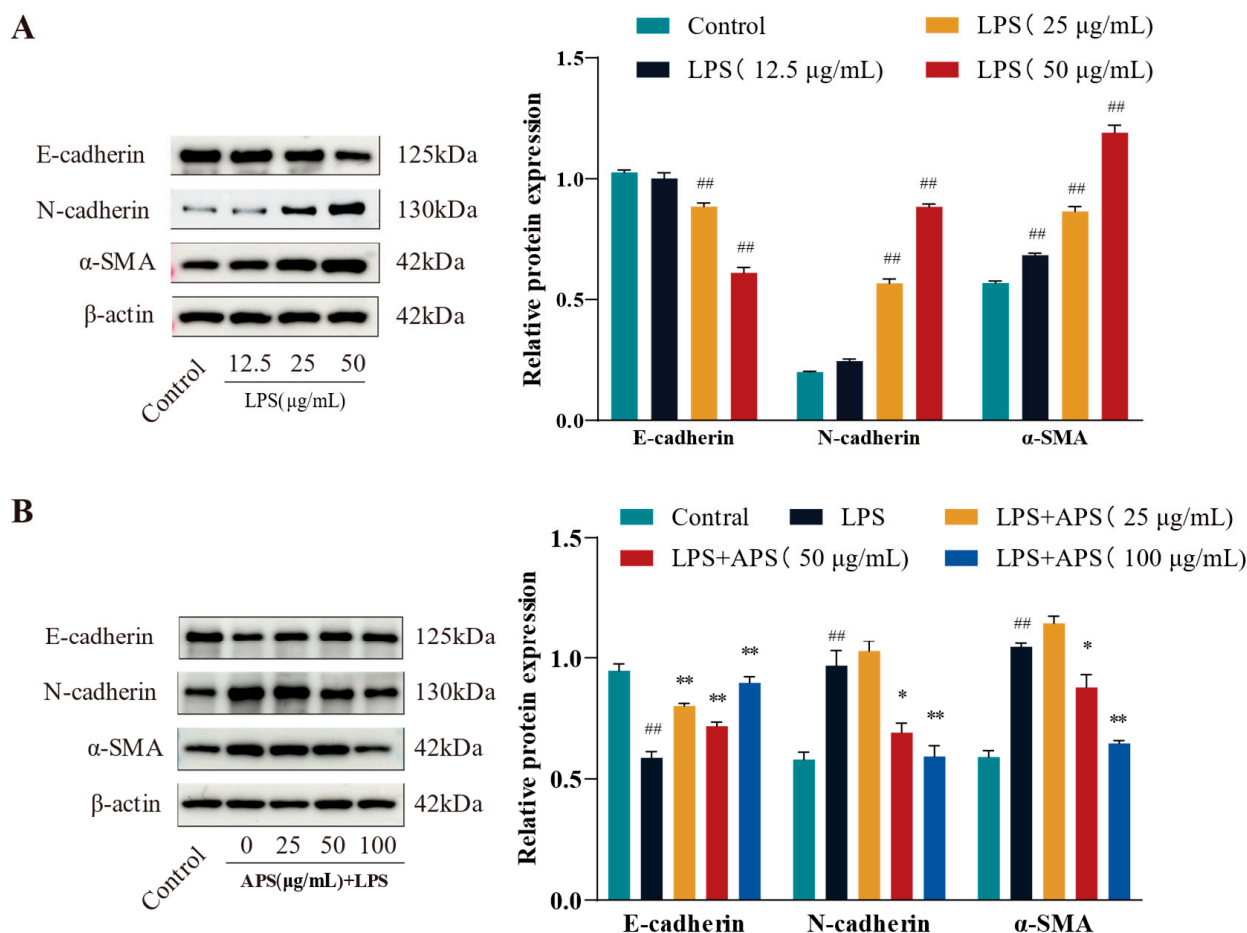 A
E-cadherin 125kDa
N-cadherin 130kDa
α-SMA 42kDa
β-actin 42kDa
Control 12.5 25 50
LPS(μg/mL)
Control LPS( 25 μg/mL)
LPS( 12.5 μg/mL) LPS( 50 μg/mL)
Relative protein expression
1.5
1.0
0.5
0.0
## ##
## ## ##
## ## ##
E-cadherin N-cadherin α-SMA
B
E-cadherin 125kDa
N-cadherin 130kDa
α-SMA 42kDa
β-actin 42kDa
Control 0 25 50 100
APS(μg/mL)+LPS
Contral LPS LPS+APS( 25 μg/mL)
LPS+APS( 50 μg/mL) LPS+APS( 100 μg/mL)
Relative protein expression
1.5
1.0
0.5
0.0
## ** ** **
## * **
## * **
E-cadherin N-cadherin α-SMA